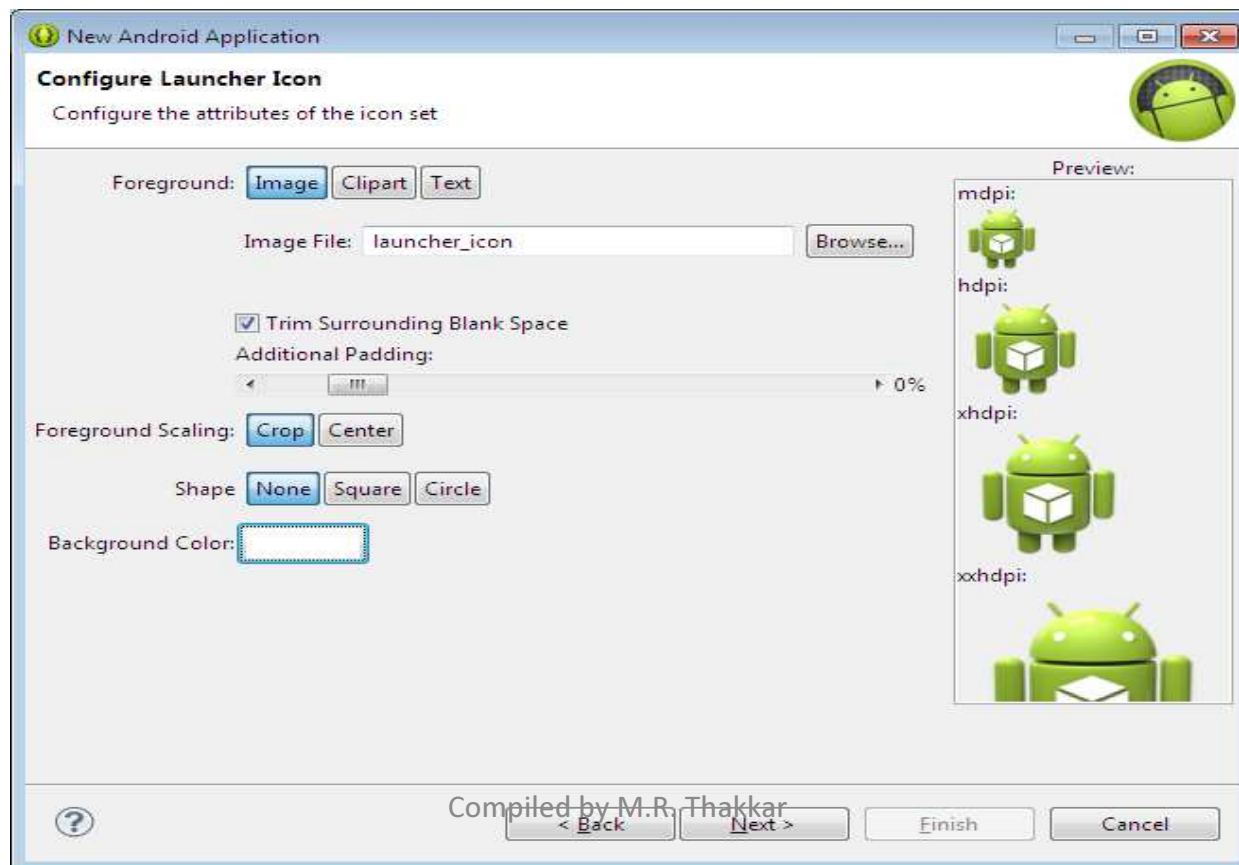 New Android Application
Configure Launcher Icon
Configure the attributes of the icon set
Foreground: Image Clipart Text
Image File: launcher_icon Browse...
Trim Surrounding Blank Space
Additional Padding:
0%
Foreground Scaling: Crop Center
Shape None Square Circle
Background Color:
Preview:
mdpi:
hdpi:
xhdpi:
xxhdpi:
Compiled by M.R. Thakkar
? < Back Next > Finish Cancel